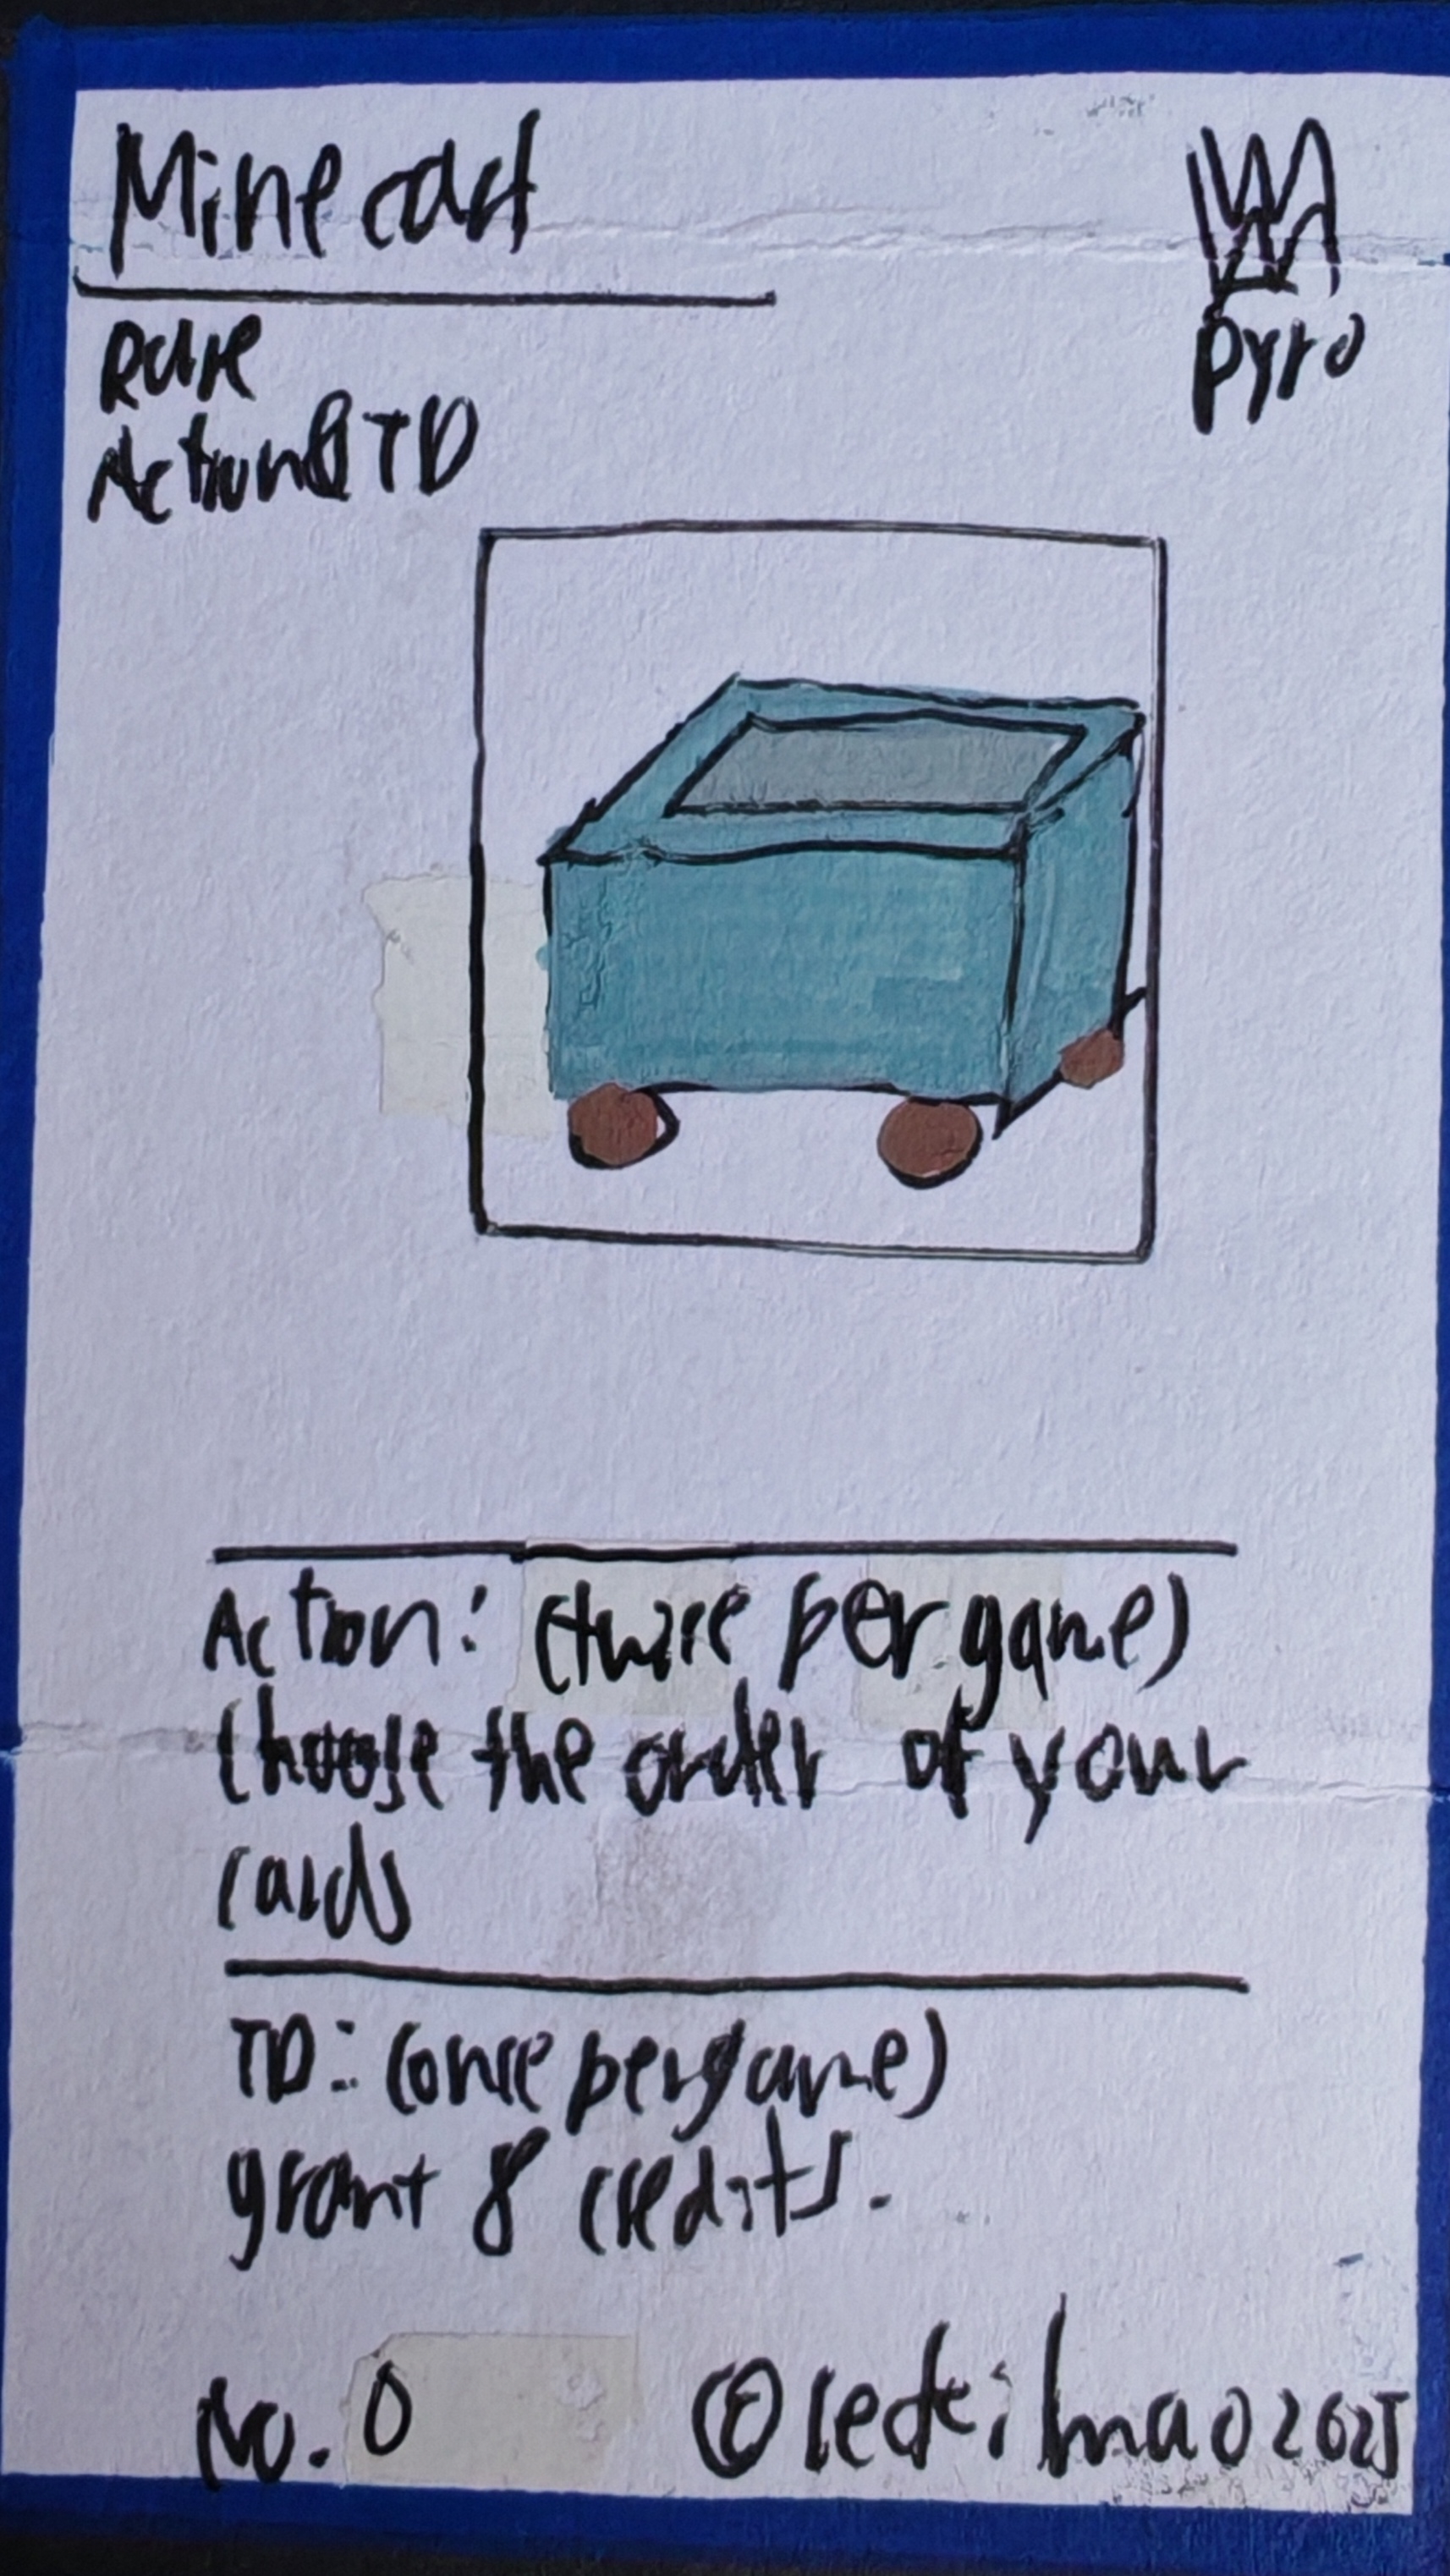 Minecart
Pyro
Rare
Action & TD
Action: (twice per game)
Choose the order of your
cards
TD: (once per game)
grant 8 credits.
No. 0
© 2025